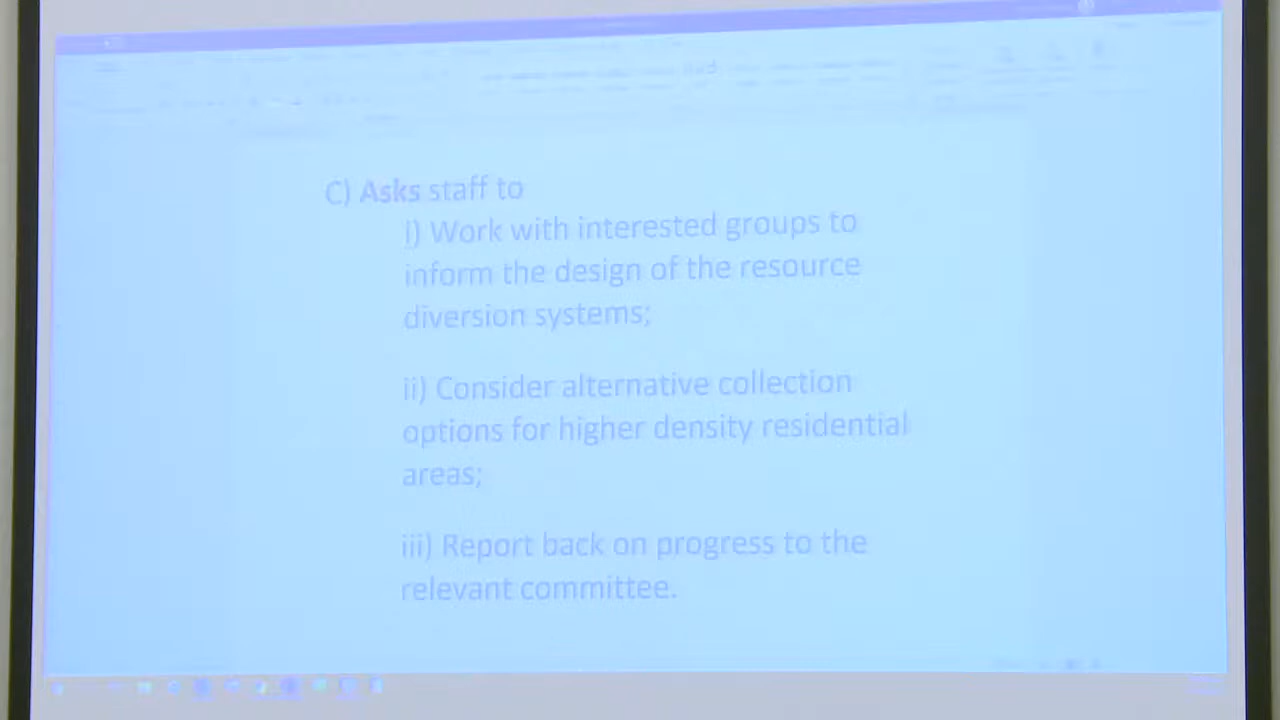 C) Asks staff to
i) Work with interested groups to
inform the design of the resource
diversion systems;
ii) Consider alternative collection
options for higher density residential
areas;
iii) Report back on progress to the
relevant committee.